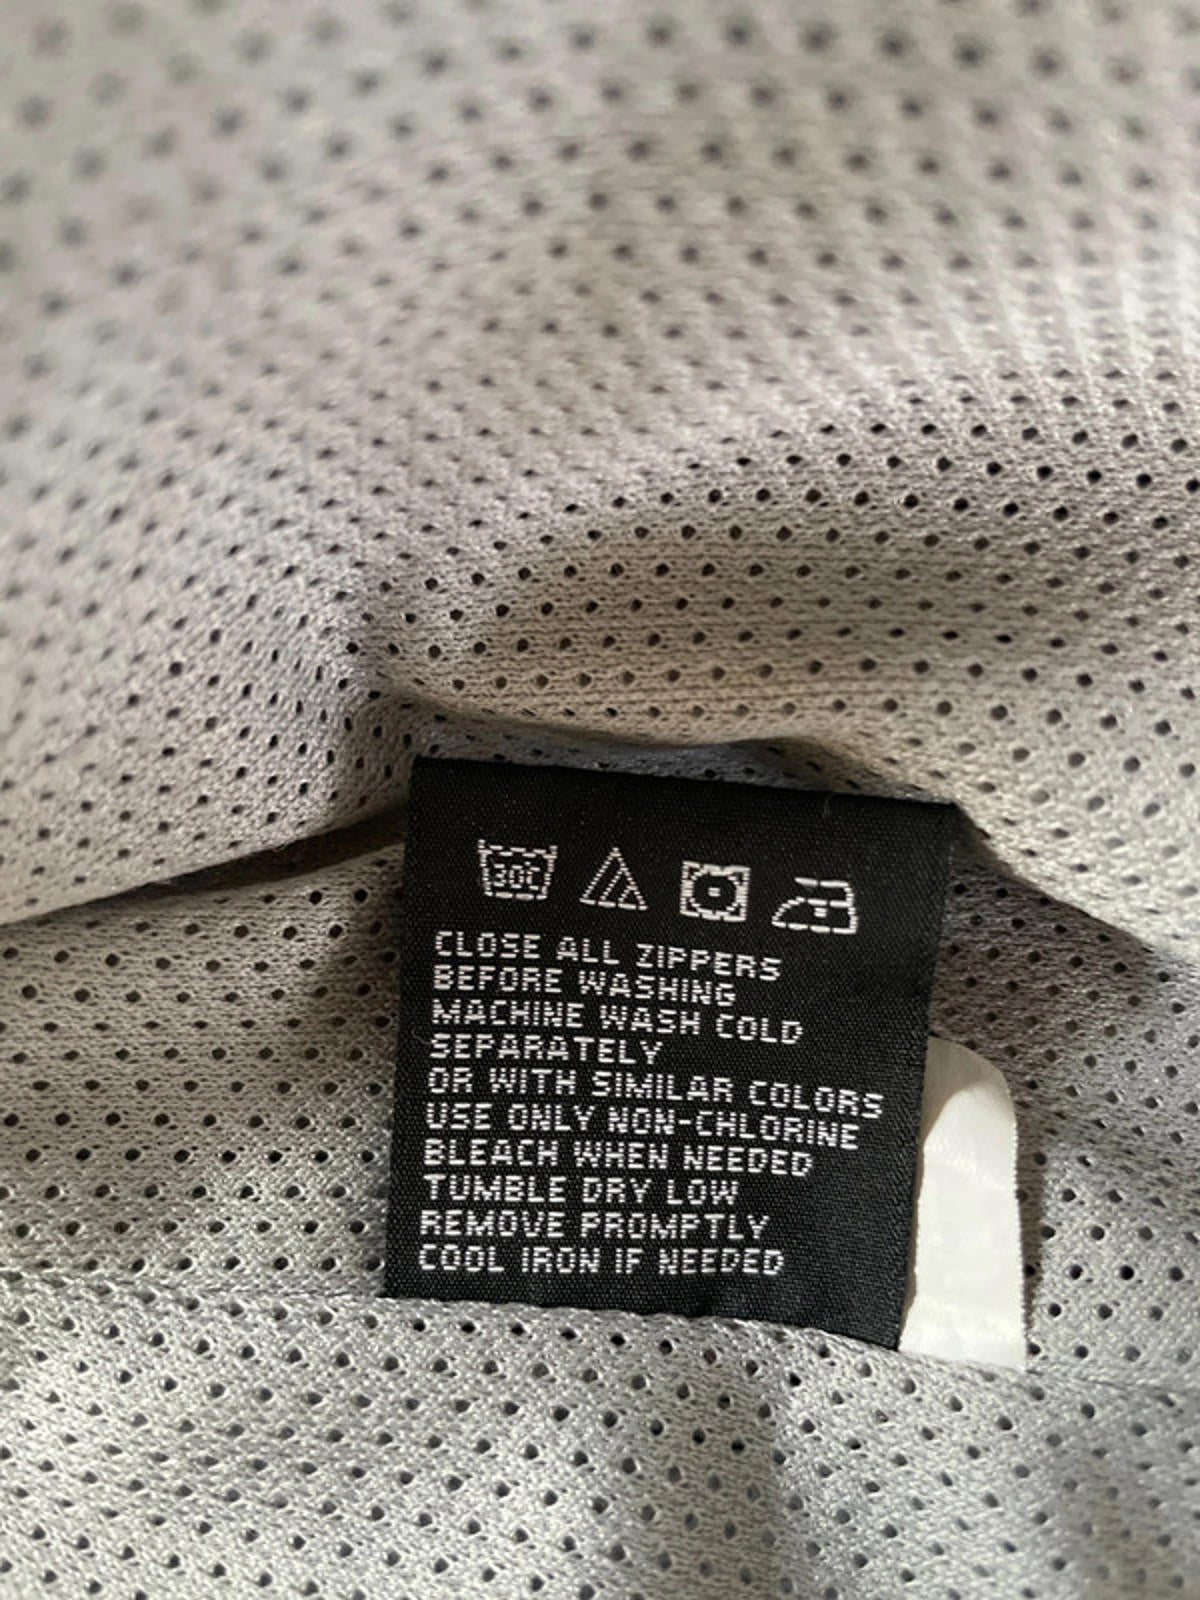 30C
CLOSE ALL ZIPPERS
BEFORE WASHING
MACHINE WASH COLD
SEPARATELY
OR WITH SIMILAR COLORS
USE ONLY NON-CHLORINE
BLEACH WHEN NEEDED
TUMBLE DRY LOW
REMOVE PROMPTLY
COOL IRON IF NEEDED